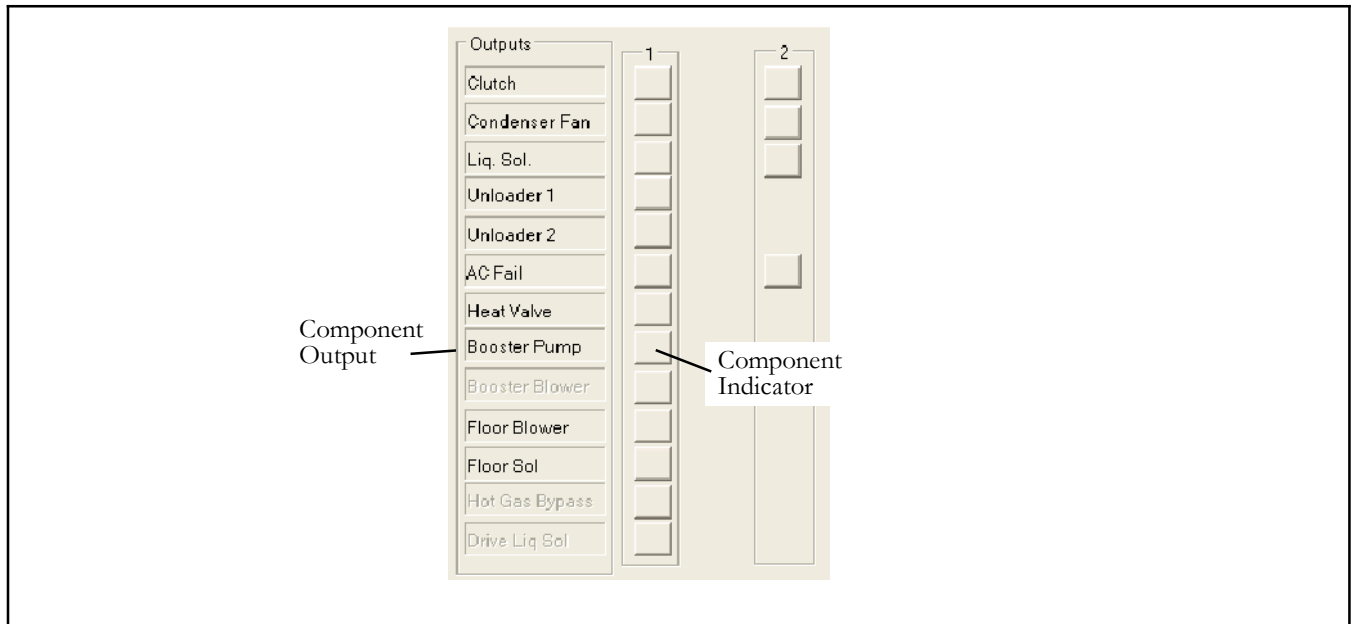 Outputs
1
2
Clutch
Condenser Fan
Liq. Sol.
Unloader 1
Unloader 2
AC Fail
Heat Valve
Booster Pump
Booster Blower
Floor Blower
Floor Sol
Hot Gas Bypass
Drive Liq Sol
Component
Output
Component
Indicator